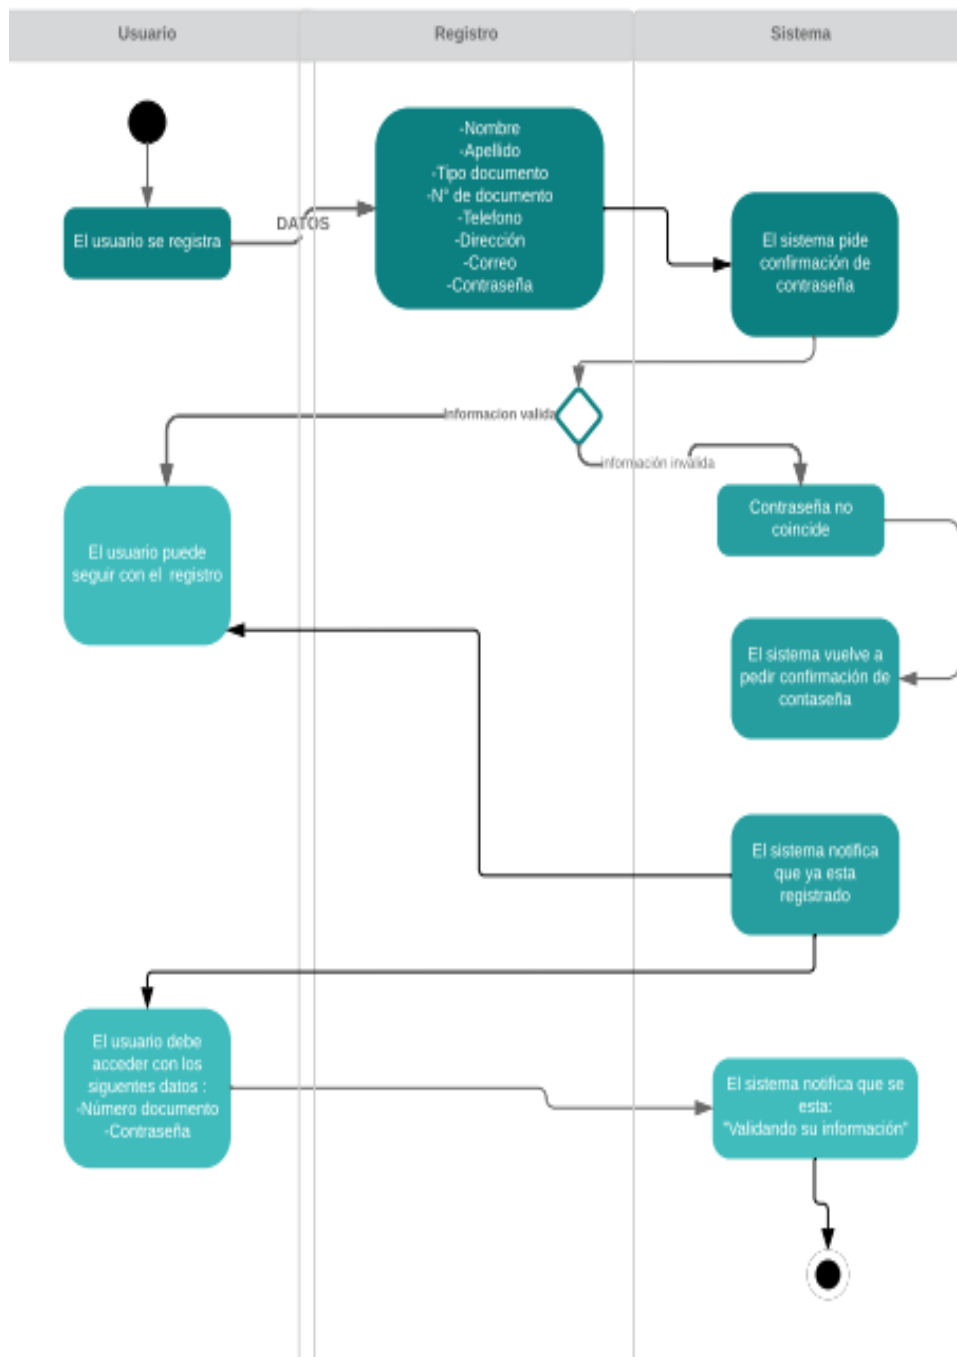 Usuario
Registro
Sistema
-Nombre
-Apellido
-Tipo documento
-N° de documento
-Telefono
-Dirección
-Correo
-Contraseña
El usuario se registra
DATOS
El sistema pide
confirmación de
contraseña
Informacion valida
información invalida
Contraseña no
coincide
El usuario puede
seguir con el registro
El sistema vuelve a
pedir confirmación de
contaseña
El sistema notifica
que ya esta
registrado
El usuario debe
acceder con los
siguentes datos :
-Número documento
-Contraseña
El sistema notifica que se
esta:
"Validando su información"